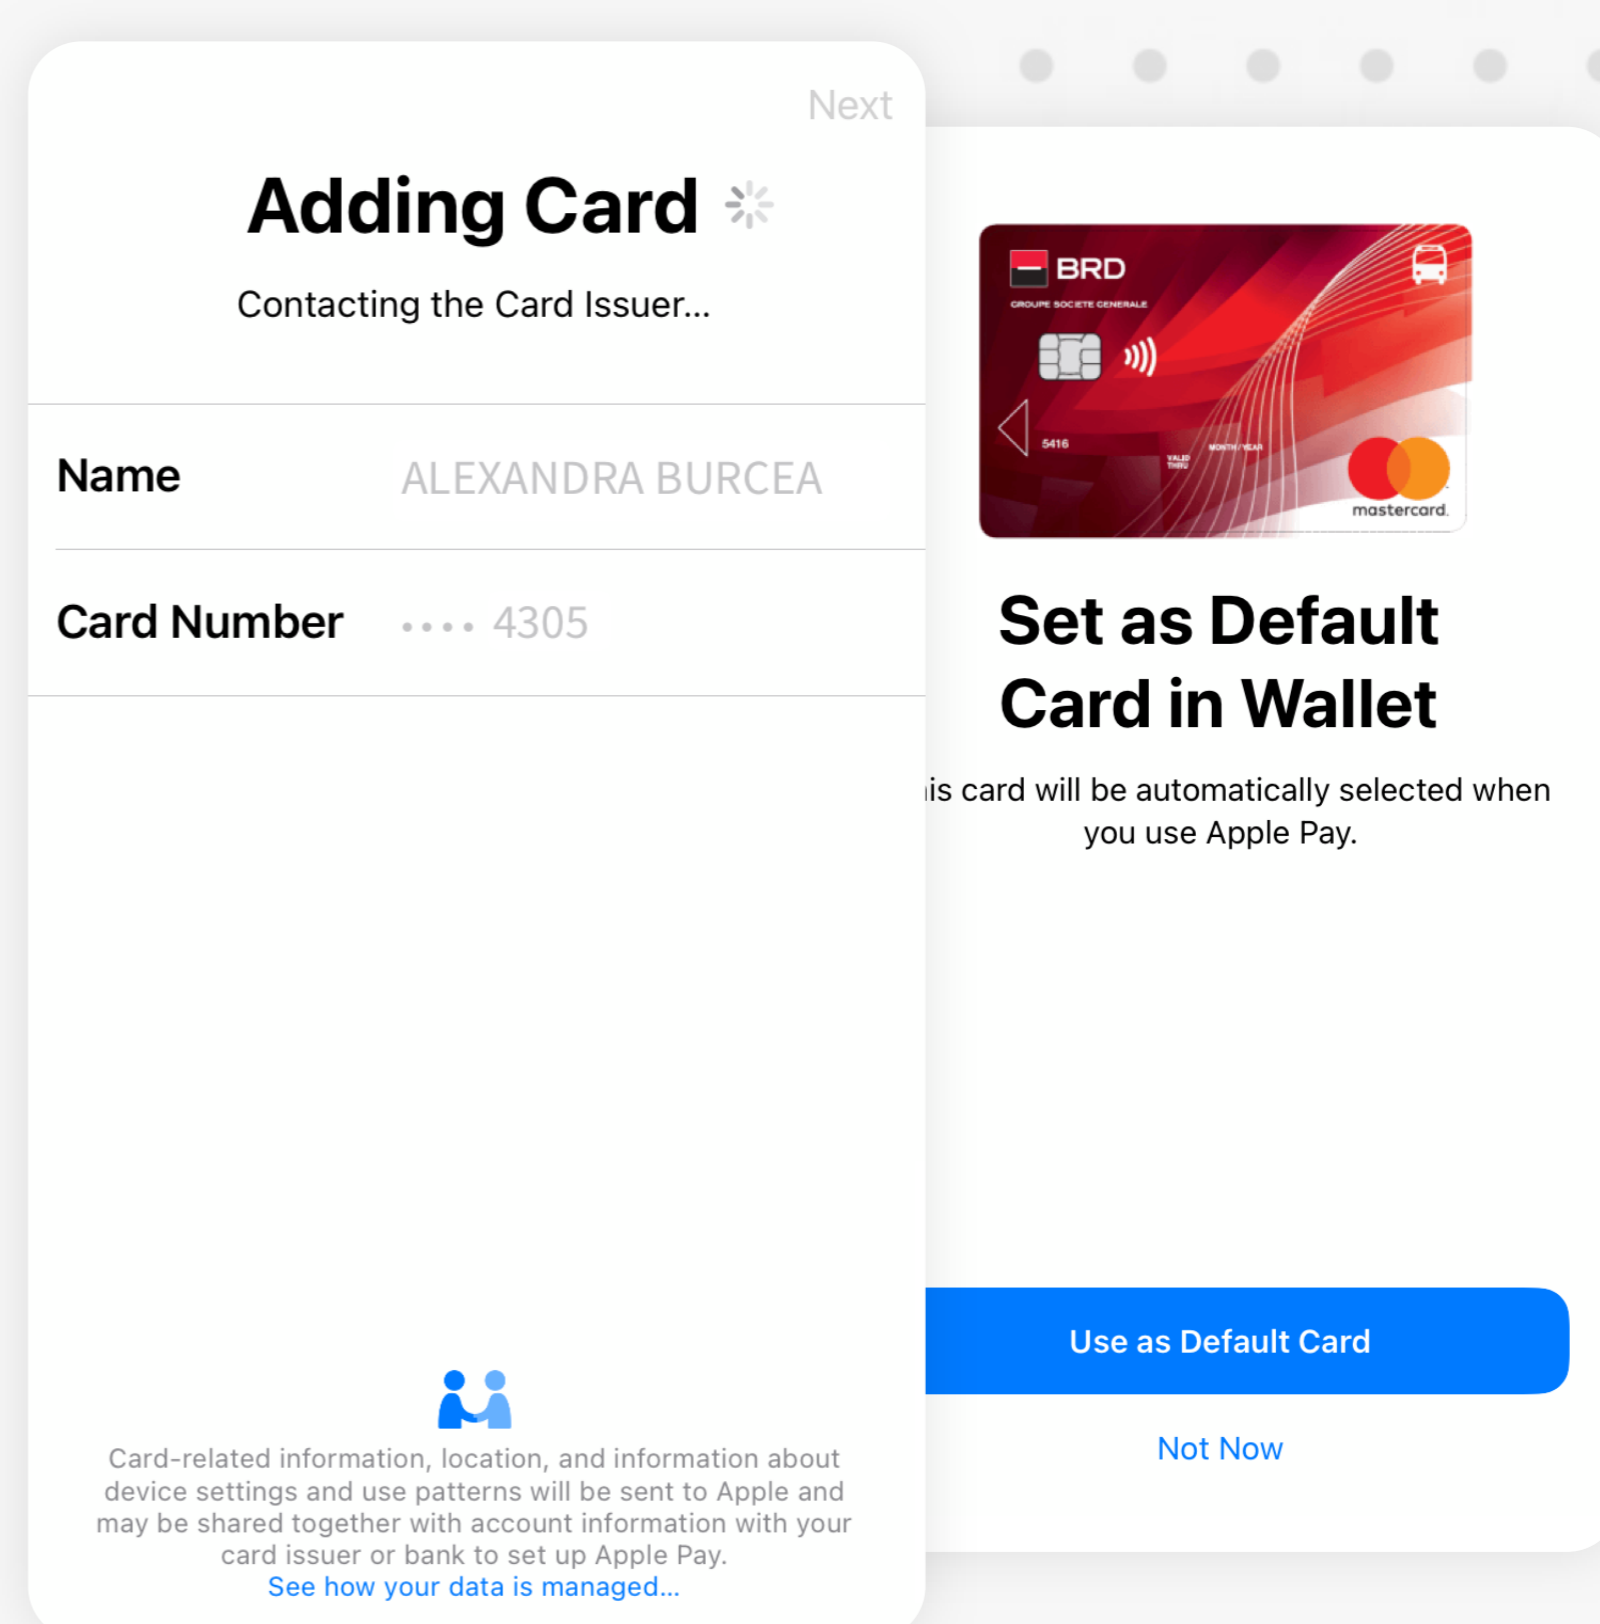 Next
Adding Card
Contacting the Card Issuer...
Name ALEXANDRA BURCEA
Card Number •••• 4305
Card-related information, location, and information about
device settings and use patterns will be sent to Apple and
may be shared together with account information with your
card issuer or bank to set up Apple Pay.
See how your data is managed...
BRD
GROUPE SOCIETE GENERALE
5416
MONTH/YEAR
VALID
THRU
mastercard.
Set as Default
Card in Wallet
is card will be automatically selected when
you use Apple Pay.
Use as Default Card
Not Now